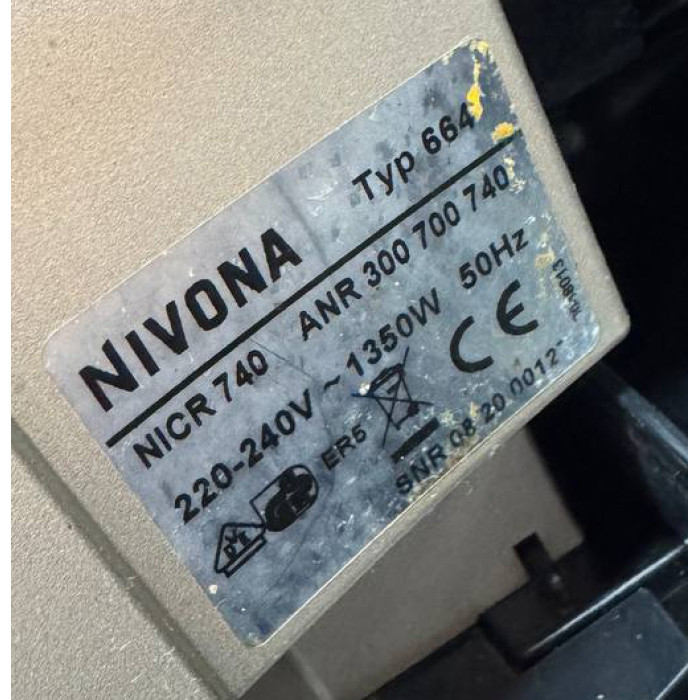 NIVONA Typ 664
NICR 740 ANR 300 700 740
220-240V ~ 1350W 50Hz
ER5
SNR 08 20 0012